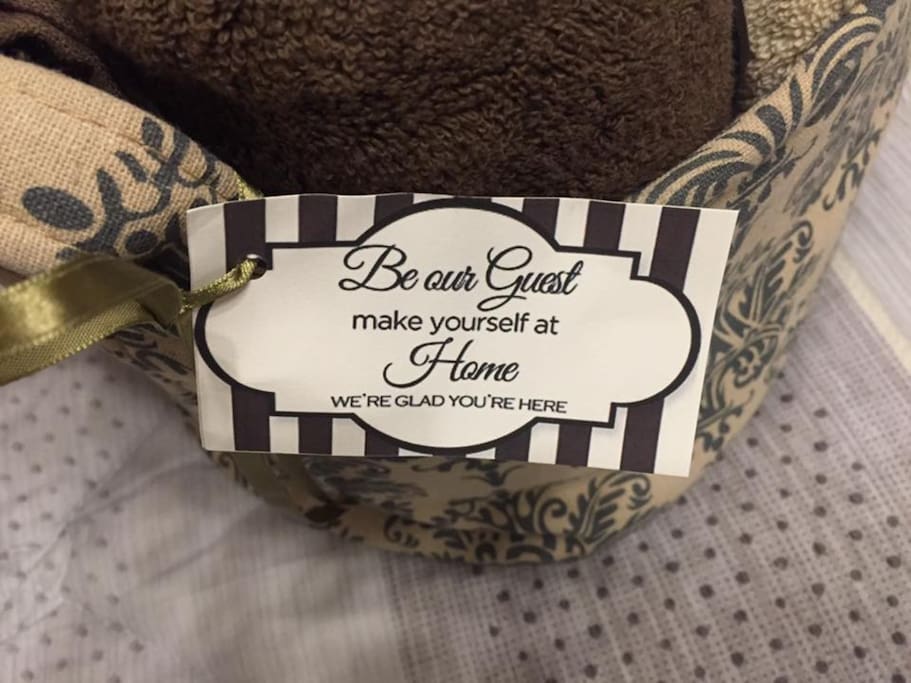 Be our Guest
make yourself at
Home
WE'RE GLAD YOU'RE HERE